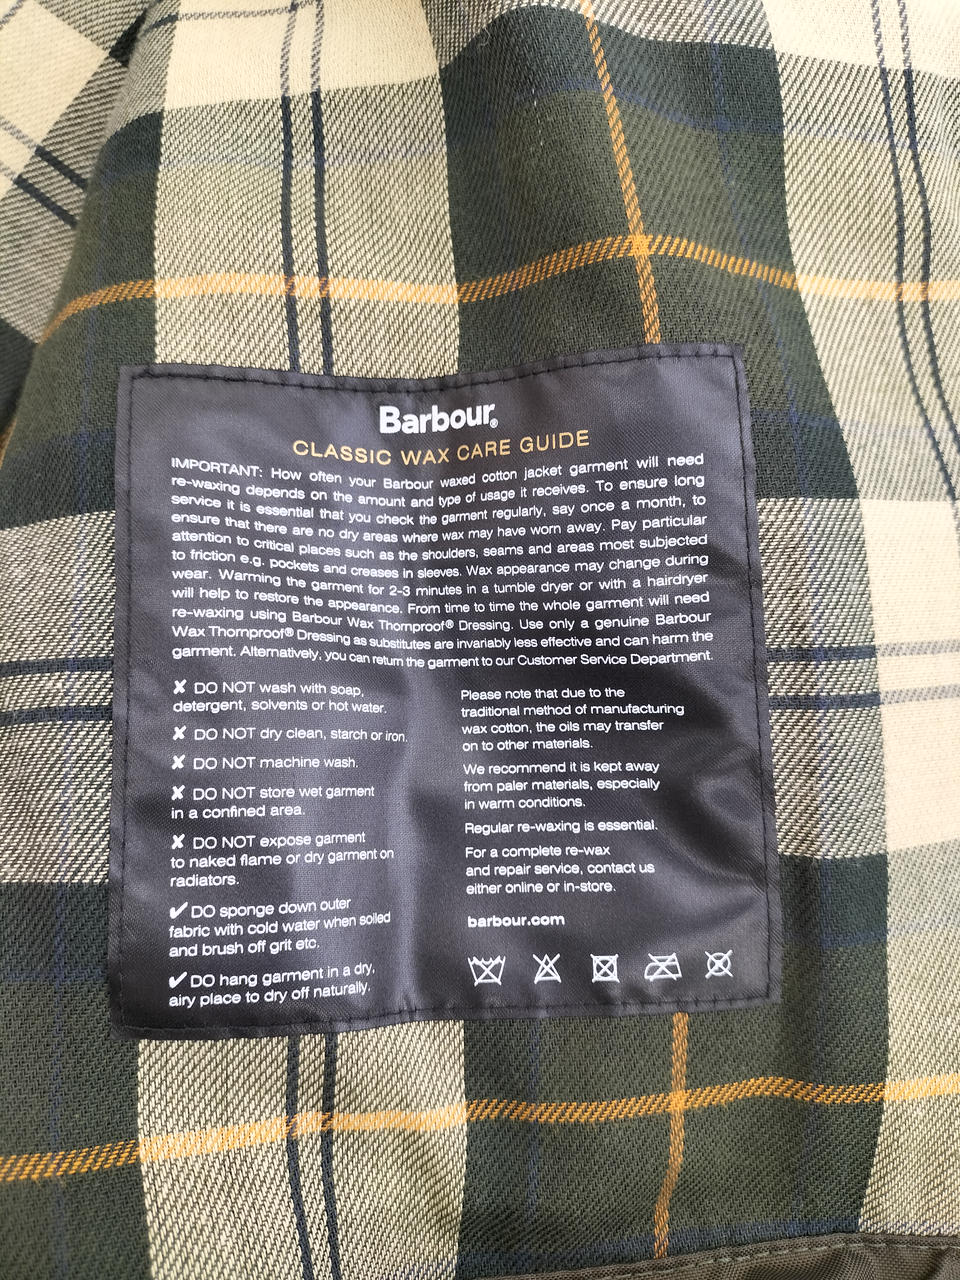 Barbour®
CLASSIC WAX CARE GUIDE
IMPORTANT: How often your Barbour waxed cotton jacket garment will need
re-waxing depends on the amount and type of usage it receives. To ensure long
service it is essential that you check the garment regularly, say once a month, to
ensure that there are no dry areas where wax may have worn away. Pay particular
attention to critical places such as the shoulders, seams and areas most subjected
to friction e.g. pockets and creases in sleeves. Wax appearance may change during
wear. Warming the garment for 2-3 minutes in a tumble dryer or with a hairdryer
will help to restore the appearance. From time to time the whole garment will need
re-waxing using Barbour Wax Thornproof® Dressing. Use only a genuine Barbour
Wax Thornproof® Dressing as substitutes are invariably less effective and can harm the
garment. Alternatively, you can return the garment to our Customer Service Department.
✘ DO NOT wash with soap,
detergent, solvents or hot water.
✘ DO NOT dry clean, starch or iron.
✘ DO NOT machine wash.
✘ DO NOT store wet garment
in a confined area.
✘ DO NOT expose garment
to naked flame or dry garment on
radiators.
✔ DO sponge down outer
fabric with cold water when soiled
and brush off grit etc.
✔ DO hang garment in a dry,
airy place to dry off naturally.
Please note that due to the
traditional method of manufacturing
wax cotton, the oils may transfer
on to other materials.
We recommend it is kept away
from paler materials, especially
in warm conditions.
Regular re-waxing is essential.
For a complete re-wax
and repair service, contact us
either online or in-store.
barbour.com